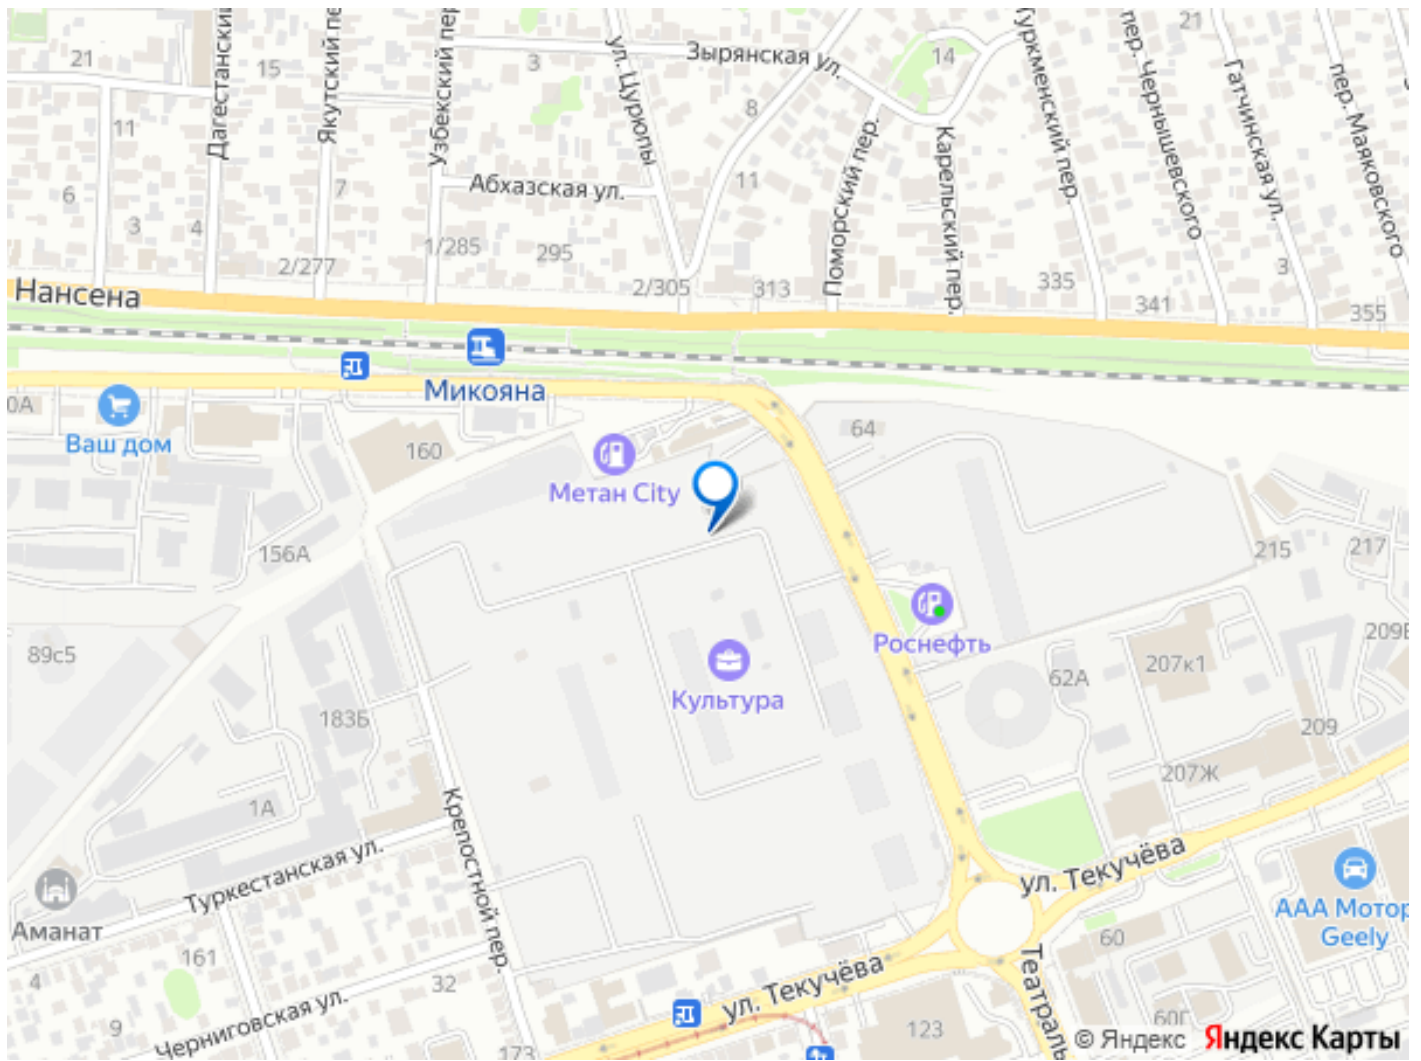 21
15
Дагестанский
Якутский пе
Узбекский пер
3
ул. Цурюпы
Зырянская ул.
8
14
Туркменский пер.
пер. Чернышевского
21
Гатчинская ул.
пер. Маяковского
11
6
3
4
7
Абхазская ул.
11
Поморский пер.
Карельский пер.
1/285
295
2/277
2/305
313
335
341
3
355
Нансена
Микояна
0А
Ваш дом
160
64
Метан City
156А
215
217
Роснефть
209Б
89с5
62А
207к1
Культура
183Б
209
207Ж
1А
Крепостной пер.
Туркестанская ул.
ул. Текучёва
ААА Мотор
Geely
Аманат
161
4
32
60
ул. Текучёва
Театраль
Черниговская ул.
9
173
123
60Г
© Яндекс Яндекс Карты